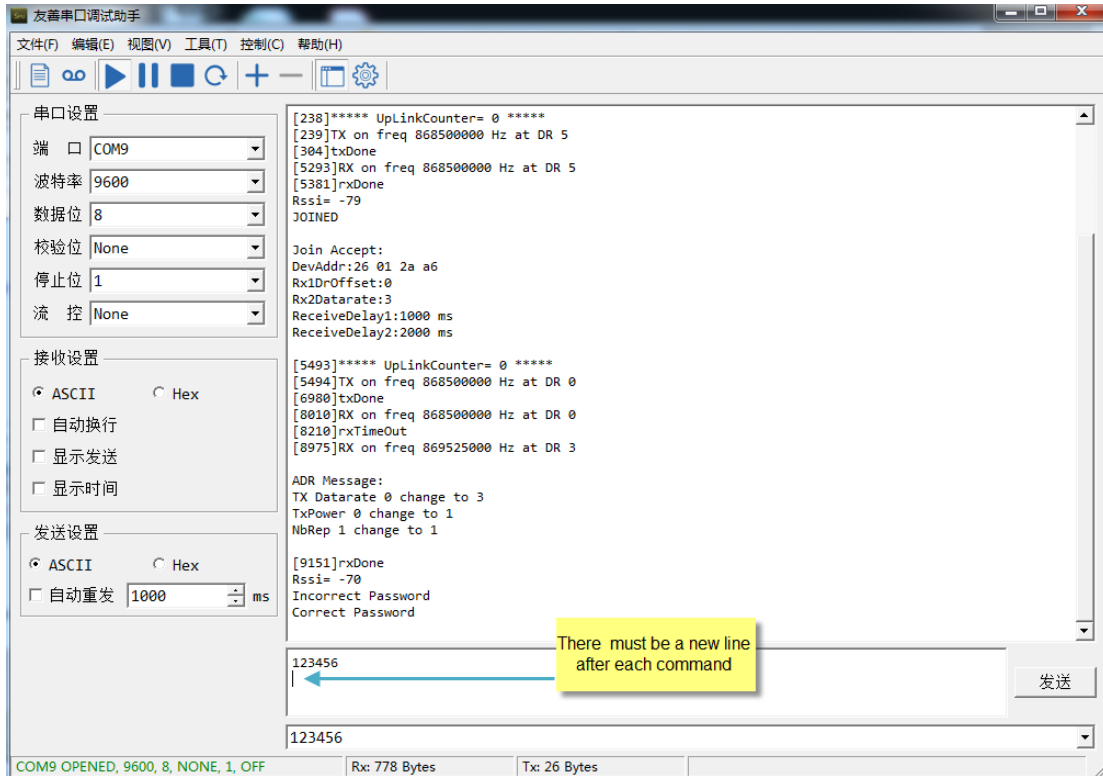 友善串口调试助手
文件(F) 编辑(E) 视图(V) 工具(T) 控制(C) 帮助(H)
串口设置
端 口 COM9
波特率 9600
数据位 8
校验位 None
停止位 1
流 控 None
接收设置
ASCII Hex
自动换行
显示发送
显示时间
发送设置
ASCII Hex
自动重发 1000 ms
[238]***** UpLinkCounter= 0 *****
[239]TX on freq 868500000 Hz at DR 5
[304]txDone
[5293]RX on freq 868500000 Hz at DR 5
[5381]rxDone
Rssi= -79
JOINED
Join Accept:
DevAddr:26 01 2a a6
Rx1DrOffset:0
Rx2Datarate:3
ReceiveDelay1:1000 ms
ReceiveDelay2:2000 ms
[5493]***** UpLinkCounter= 0 *****
[5494]TX on freq 868500000 Hz at DR 0
[6980]txDone
[8010]RX on freq 868500000 Hz at DR 0
[8210]rxTimeOut
[8975]RX on freq 869525000 Hz at DR 3
ADR Message:
TX Datarate 0 change to 3
TxPower 0 change to 1
NbRep 1 change to 1
[9151]rxDone
Rssi= -70
Incorrect Password
Correct Password
There must be a new line
after each command
123456
发送
123456
COM9 OPENED, 9600, 8, NONE, 1, OFF Rx: 778 Bytes Tx: 26 Bytes